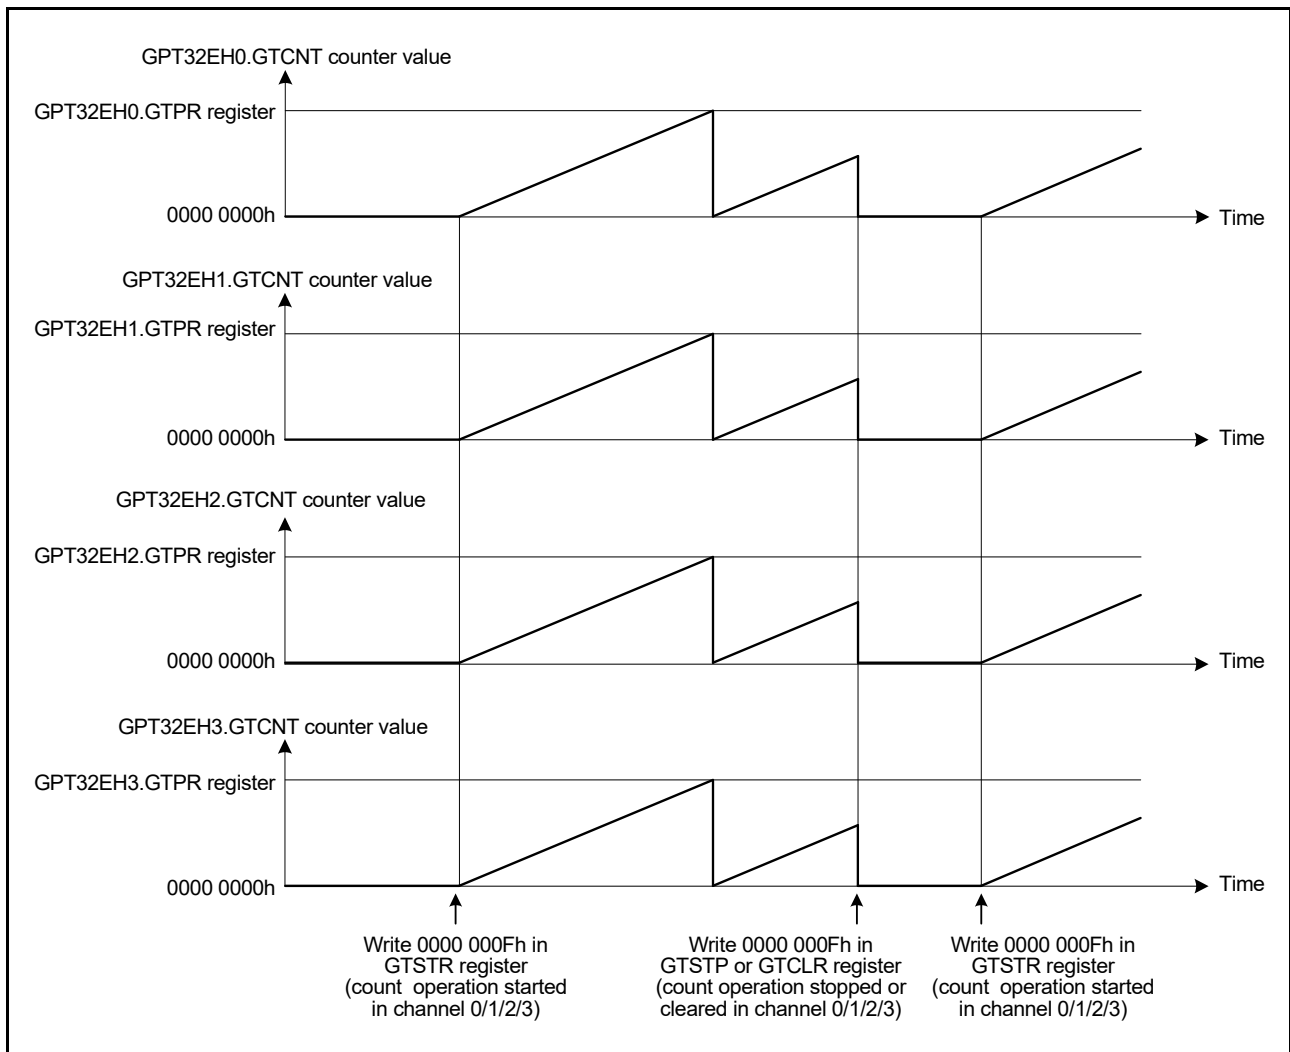 GPT32EH0.GTCNT counter value
GPT32EH0.GTPR register
0000 0000h
Time
GPT32EH1.GTCNT counter value
GPT32EH1.GTPR register
0000 0000h
Time
GPT32EH2.GTCNT counter value
GPT32EH2.GTPR register
0000 0000h
Time
GPT32EH3.GTCNT counter value
GPT32EH3.GTPR register
0000 0000h
Time
Write 0000 000Fh in
GTSTR register
(count operation started
in channel 0/1/2/3)
Write 0000 000Fh in
GTSTP or GTCLR register
(count operation stopped or
cleared in channel 0/1/2/3)
Write 0000 000Fh in
GTSTR register
(count operation started
in channel 0/1/2/3)